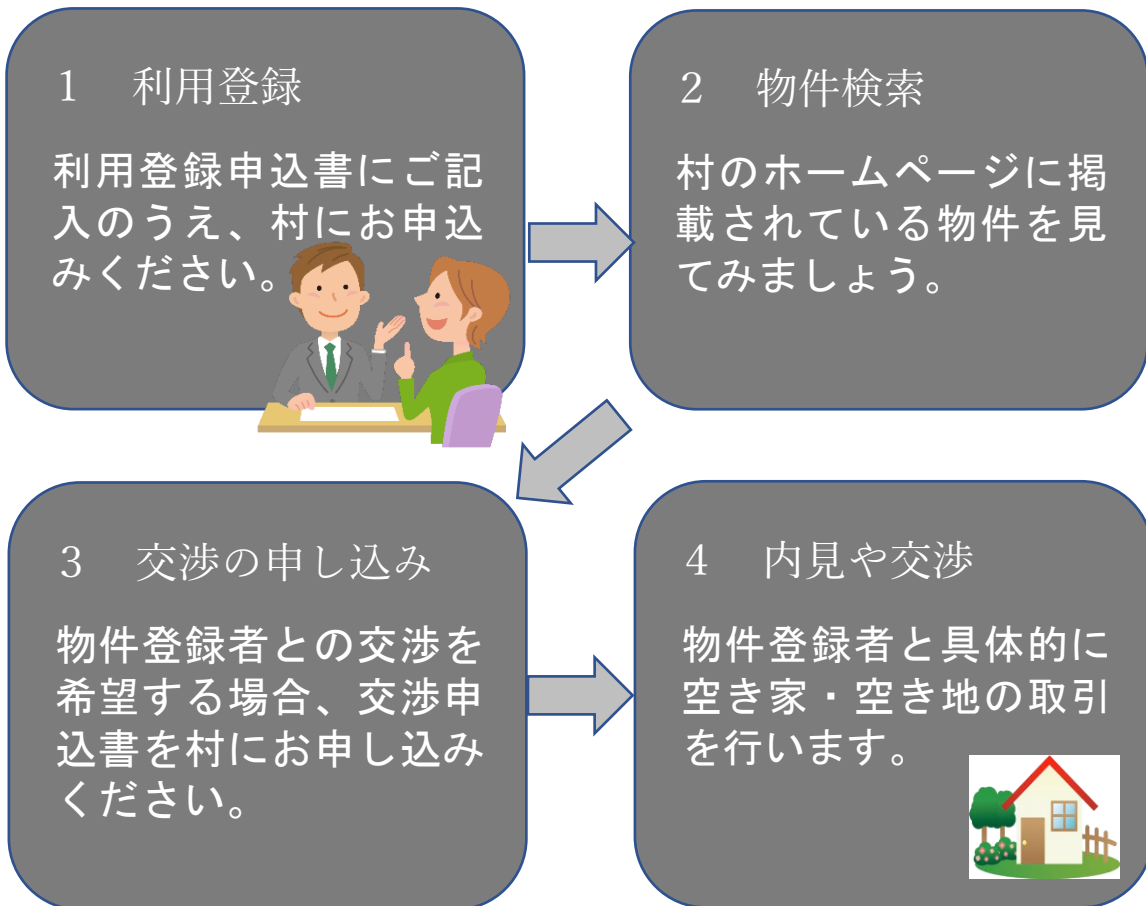 １　利用登録
利用登録申込書にご記
入のうえ、村にお申込
みください。
２　物件検索
村のホームページに掲
載されている物件を見
てみましょう。
３　交渉の申し込み
物件登録者との交渉を
希望する場合、交渉申
込書を村にお申し込み
ください。
４　内見や交渉
物件登録者と具体的に
空き家・空き地の取引
を行います。